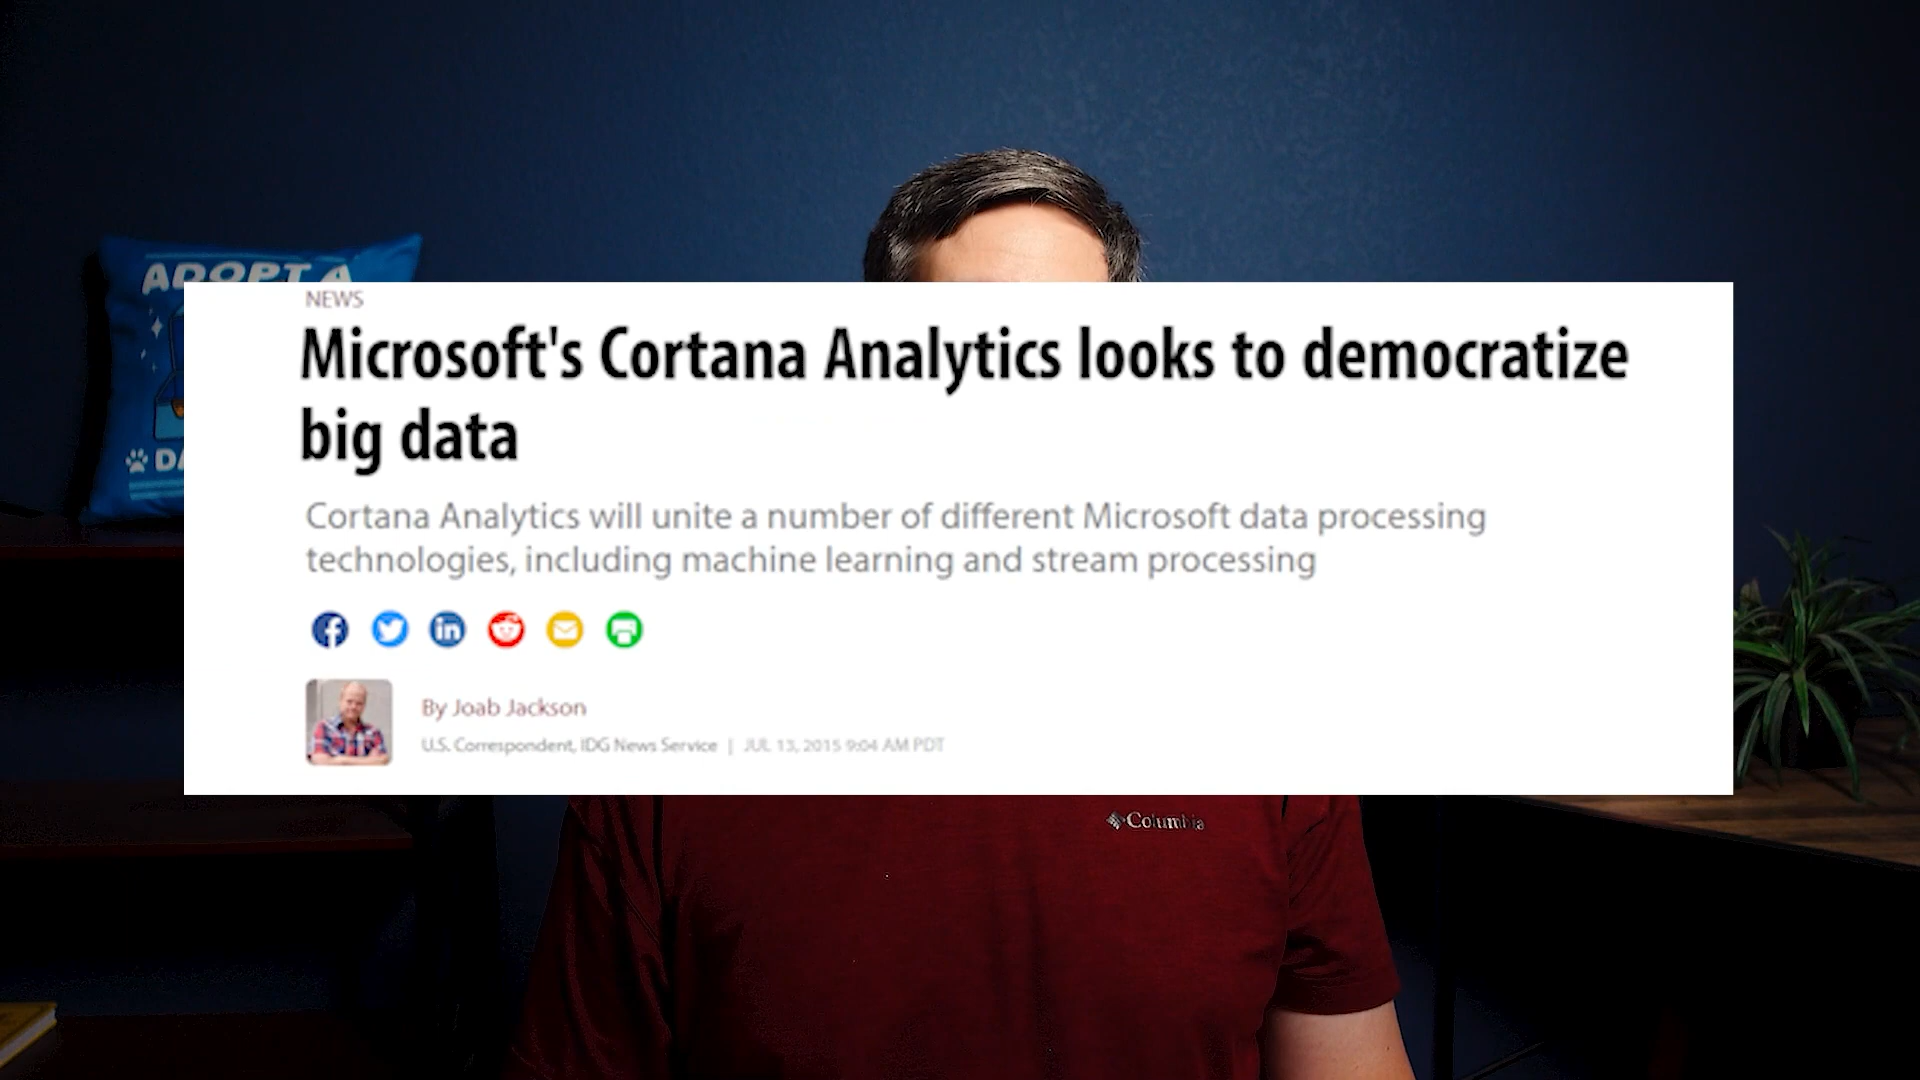 ADOPT A
NEWS
Microsoft's Cortana Analytics looks to democratize
big data
Cortana Analytics will unite a number of different Microsoft data processing
technologies, including machine learning and stream processing
By Joab Jackson
U.S. Correspondent, IDG News Service | JUL 13, 2015 9:04 AM PDT
Columbia